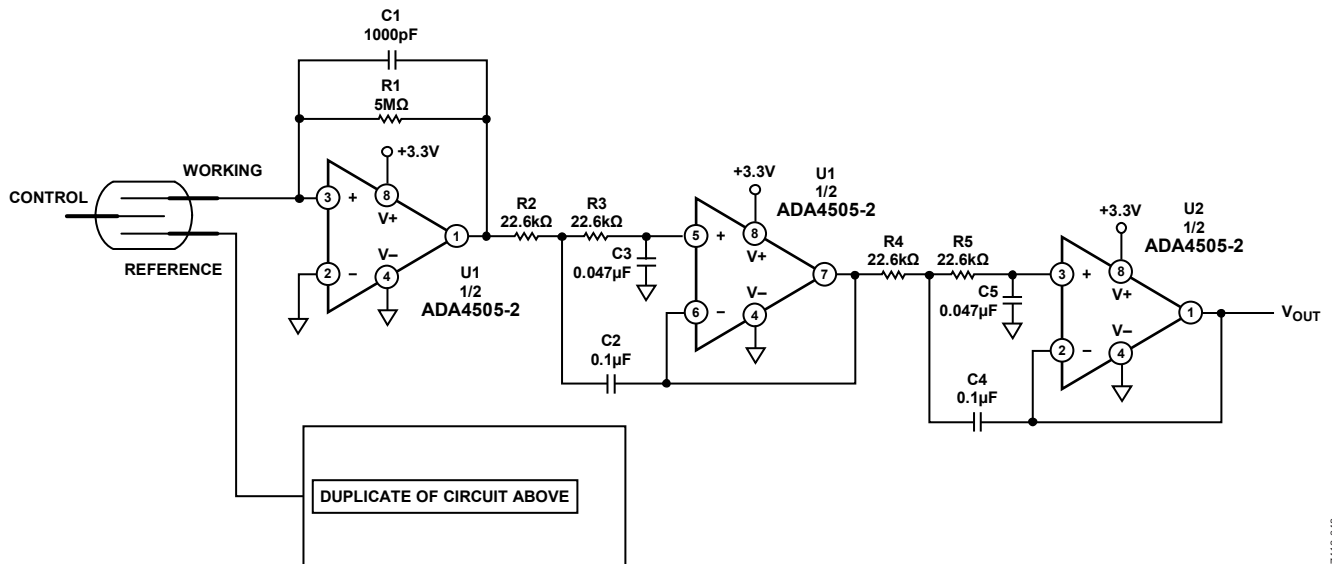 C1
1000pF
R1
5MΩ
+3.3V
WORKING
CONTROL
REFERENCE
3
+
8
V+
1
2
−
V−
4
U1
1/2
ADA4505-2
R2
22.6kΩ
R3
22.6kΩ
C3
0.047µF
C2
0.1µF
+3.3V
U1
1/2
ADA4505-2
5
+
8
V+
7
6
−
V−
4
R4
22.6kΩ
R5
22.6kΩ
C5
0.047µF
C4
0.1µF
+3.3V
U2
1/2
ADA4505-2
3
+
8
V+
1
2
−
V−
4
VOUT
DUPLICATE OF CIRCUIT ABOVE